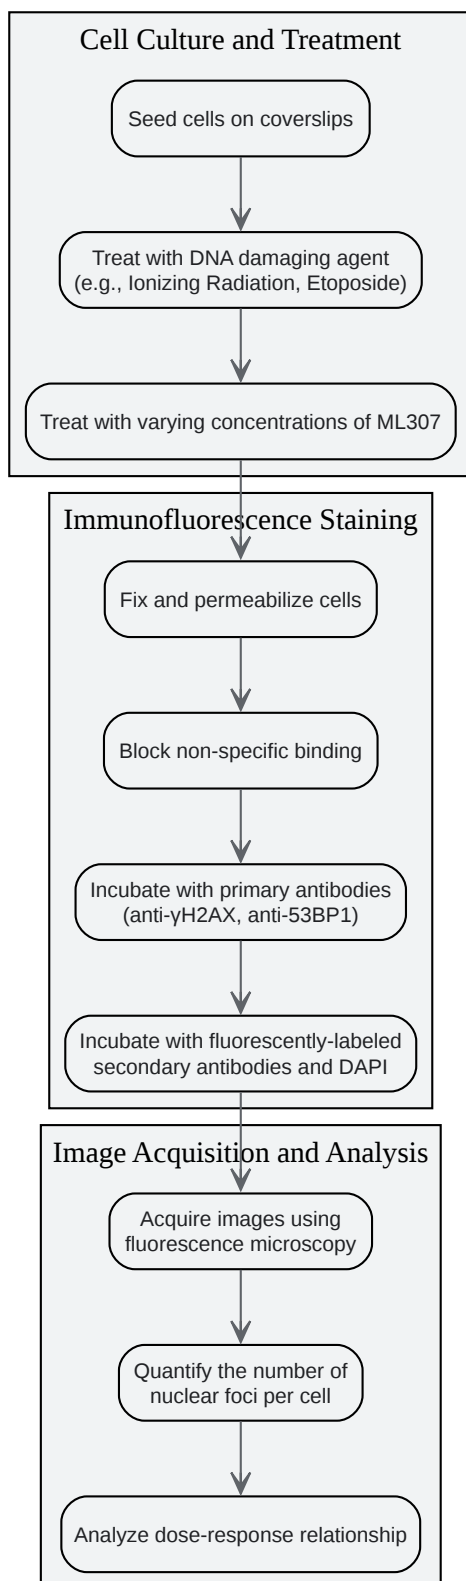 Cell Culture and Treatment
Seed cells on coverslips
Treat with DNA damaging agent
(e.g., Ionizing Radiation, Etoposide)
Treat with varying concentrations of ML307
Immunofluorescence Staining
Fix and permeabilize cells
Block non-specific binding
Incubate with primary antibodies
(anti-γH2AX, anti-53BP1)
Incubate with fluorescently-labeled
secondary antibodies and DAPI
Image Acquisition and Analysis
Acquire images using
fluorescence microscopy
Quantify the number of
nuclear foci per cell
Analyze dose-response relationship